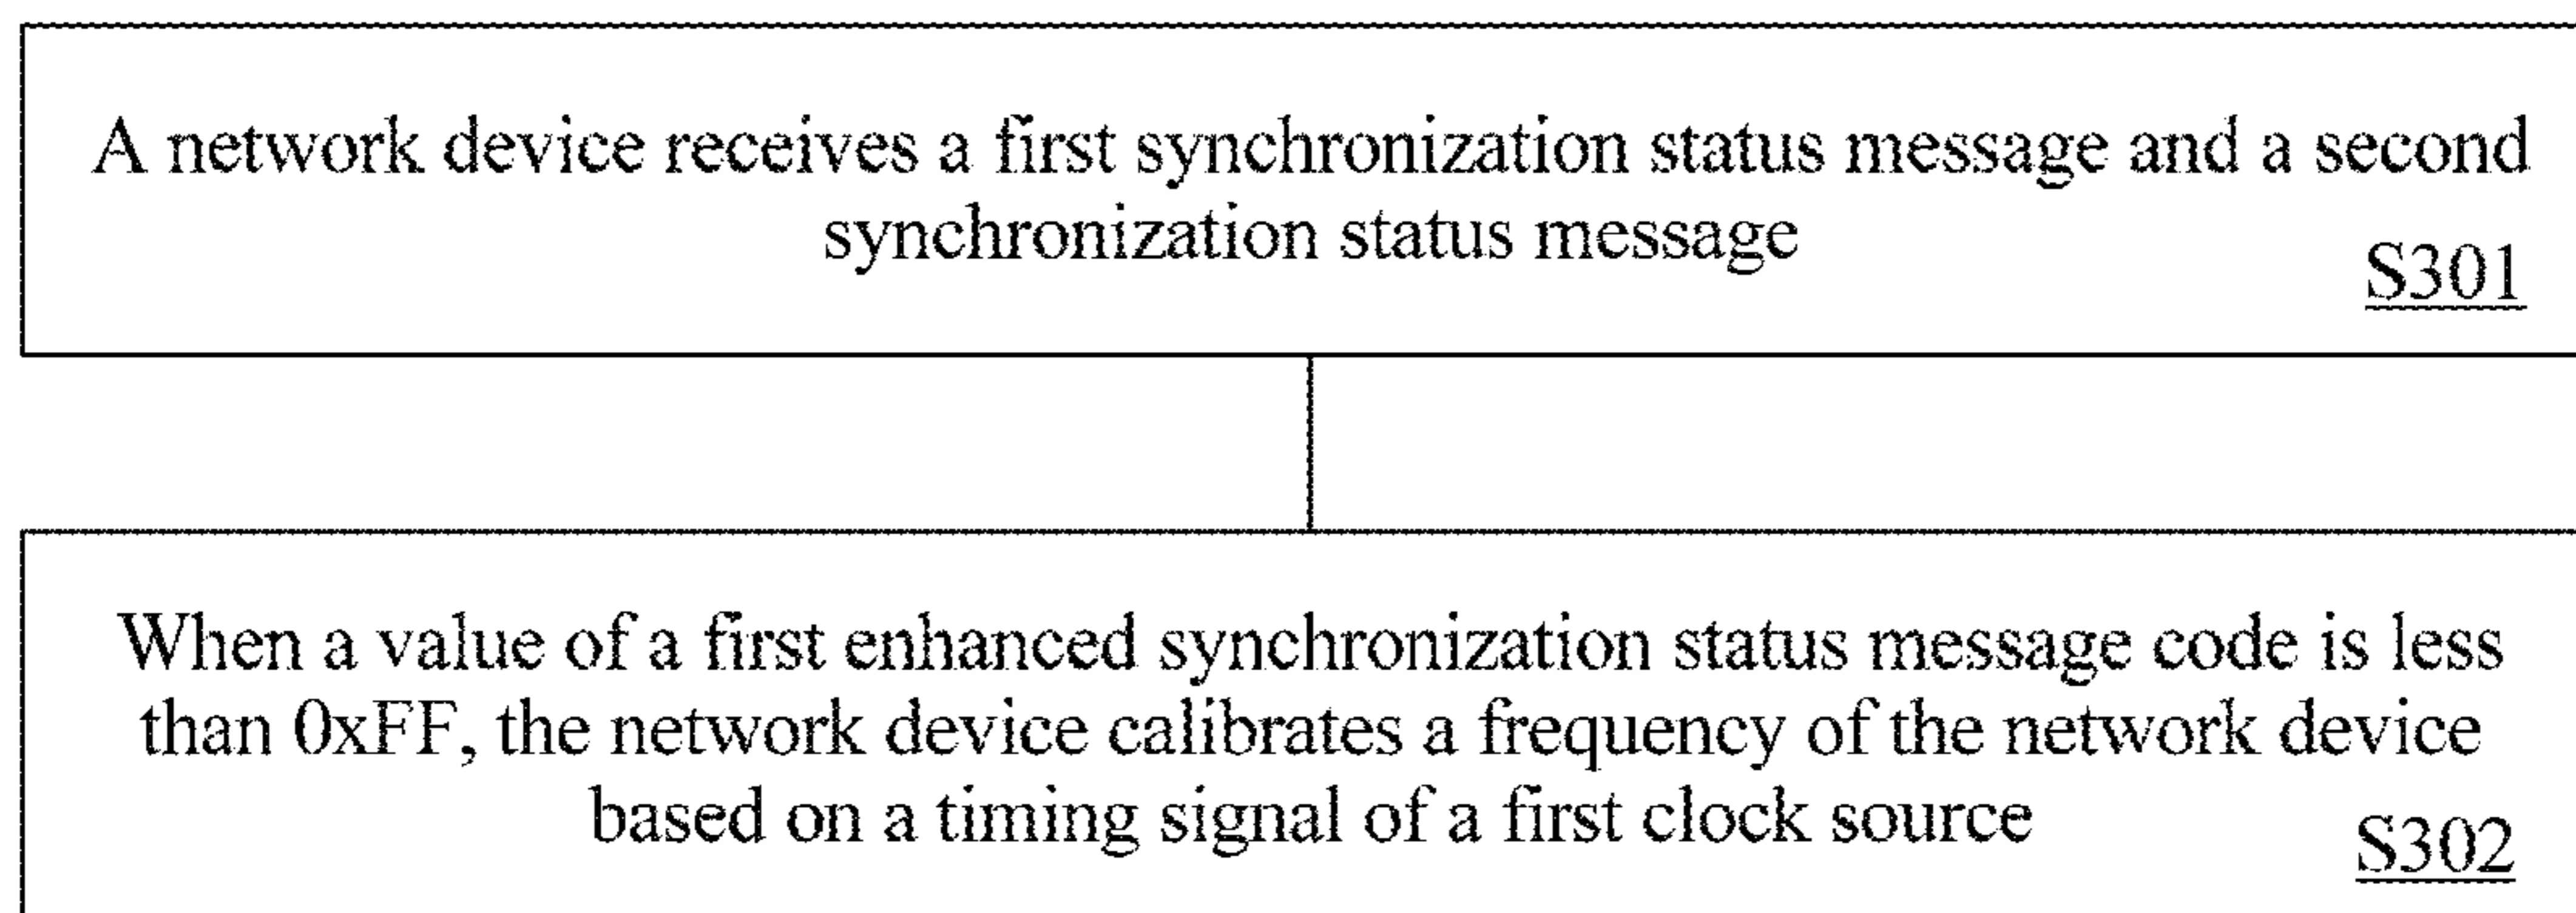 A network device receives a first synchronization status message and a second
synchronization status message
S301
When a value of a first enhanced synchronization status message code is less
than 0xFF, the network device calibrates a frequency of the network device
based on a timing signal of a first clock source
S302